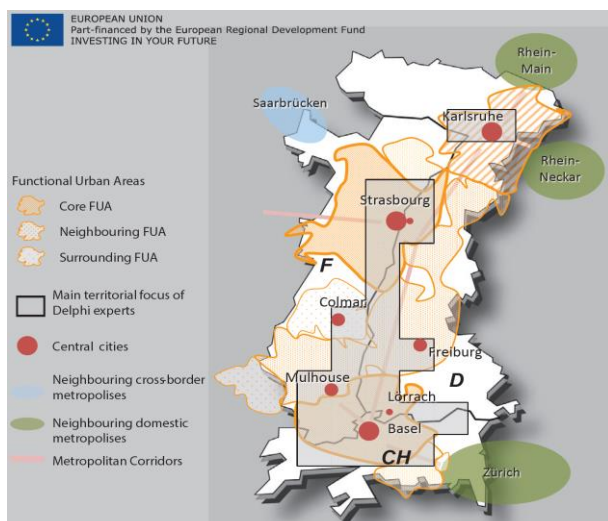 EUROPEAN UNION
Part-financed by the European Regional Development Fund
INVESTING IN YOUR FUTURE
Rhein-
Main
Saarbrücken
Karlsruhe
Rhein-
Neckar
Functional Urban Areas
Core FUA
Neighbouring FUA
Surrounding FUA
Strasbourg
F
Main territorial focus of
Delphi experts
Colmar
Central cities
Freiburg
D
Mulhouse
Lörrach
Neighbouring cross-border
metropolises
Basel
Neighbouring domestic
metropolises
CH
Zürich
Metropolitan Corridors